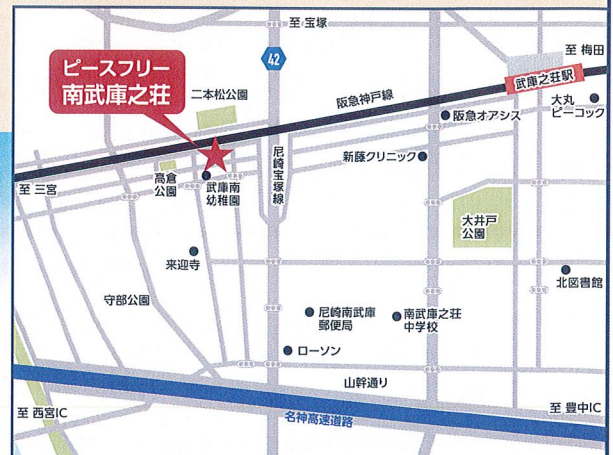 至 宝塚
42
至 梅田
ピースフリー
南武庫之荘
二本松公園
武庫之荘駅
阪急神戸線
大丸
ピーコック
阪急オアシス
尼崎宝塚線
新藤クリニック
至 三宮
高倉
公園
武庫南
幼稚園
大井戸
公園
来迎寺
北図書館
守部公園
尼崎南武庫
郵便局
南武庫之荘
中学校
ローソン
山幹通り
至 西宮IC
名神高速道路
至 豊中IC